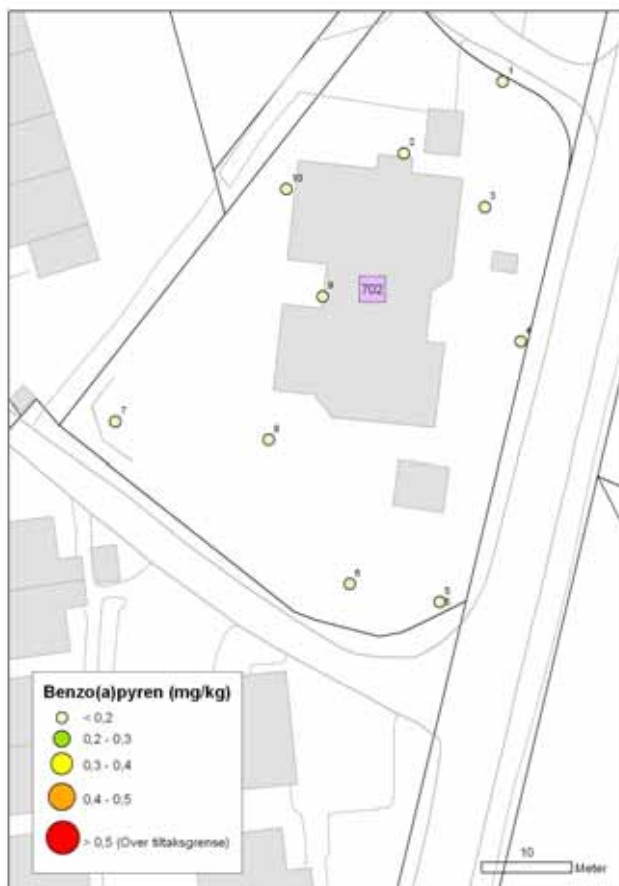 1
2
10
3
702
9
4
7
8
6
5
Benzo(a)pyren (mg/kg)
< 0,2
0,2 - 0,3
0,3 - 0,4
0,4 - 0,5
> 0,5 (Over tiltaksgrense)
10
Meter